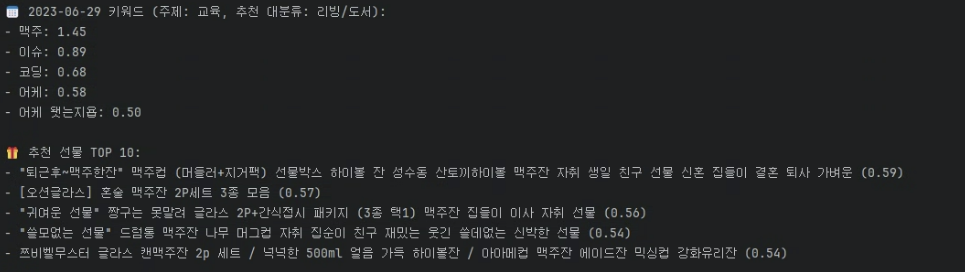 2023-06-29 키워드 (주제: 교육, 추천 대분류: 리빙/도서):
- 맥주: 1.45
- 이슈: 0.89
- 코딩: 0.68
- 어케: 0.58
- 어케 됏는지욥: 0.50
추천 선물 TOP 10:
- "퇴근후~맥주한잔" 맥주컵 (머들러+지거팩) 선물박스 하이볼 잔 성수동 산토끼하이볼 맥주잔 자취 생일 친구 선물 신혼 집들이 결혼 퇴사 가벼운 (0.59)
- [오션글라스] 혼술 맥주잔 2P세트 3종 모음 (0.57)
- "귀여운 선물" 짱구는 못말려 글라스 2P+간식접시 패키지 (3종 택1) 맥주잔 집들이 이사 자취 선물 (0.56)
- "쓸모없는 선물" 드럼통 맥주잔 나무 머그컵 자취 집순이 친구 재밌는 웃긴 쓸데없는 신박한 선물 (0.54)
- 쯔비벨무스터 글라스 캔맥주잔 2p 세트 / 넉넉한 500ml 얼음 가득 하이볼잔 / 아아메컵 맥주잔 에이드잔 믹싱컵 강화유리잔 (0.54)